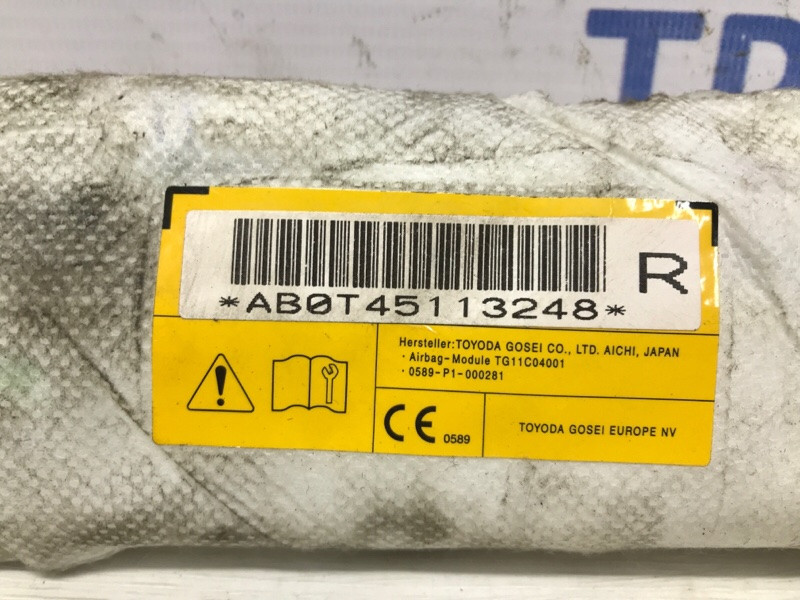 *AB0T45113248*
R
Hersteller:TOYODA GOSEI CO., LTD. AICHI, JAPAN
· Airbag-Module TG11C04001
· 0589-P1-000281
CE 0589
TOYODA GOSEI EUROPE NV